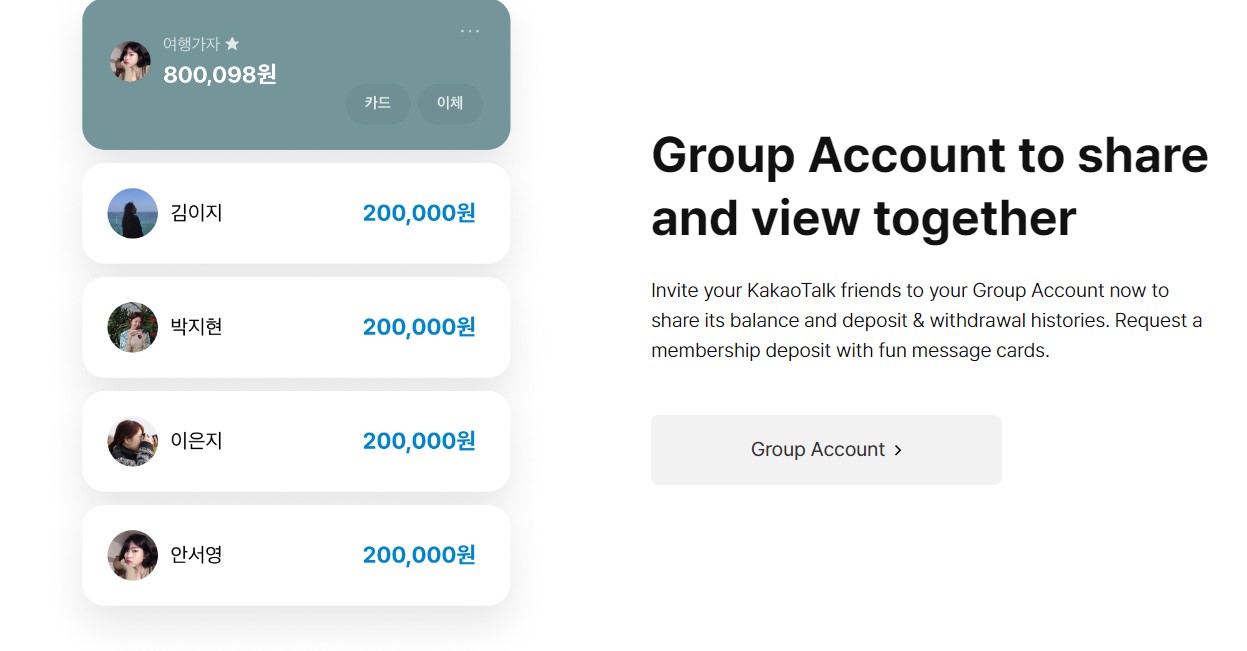 여행가자 ★
...
800,098원
카드 이체
김이지 200,000원
박지현 200,000원
이은지 200,000원
안서영 200,000원
Group Account to share
and view together
Invite your KakaoTalk friends to your Group Account now to
share its balance and deposit & withdrawal histories. Request a
membership deposit with fun message cards.
Group Account >